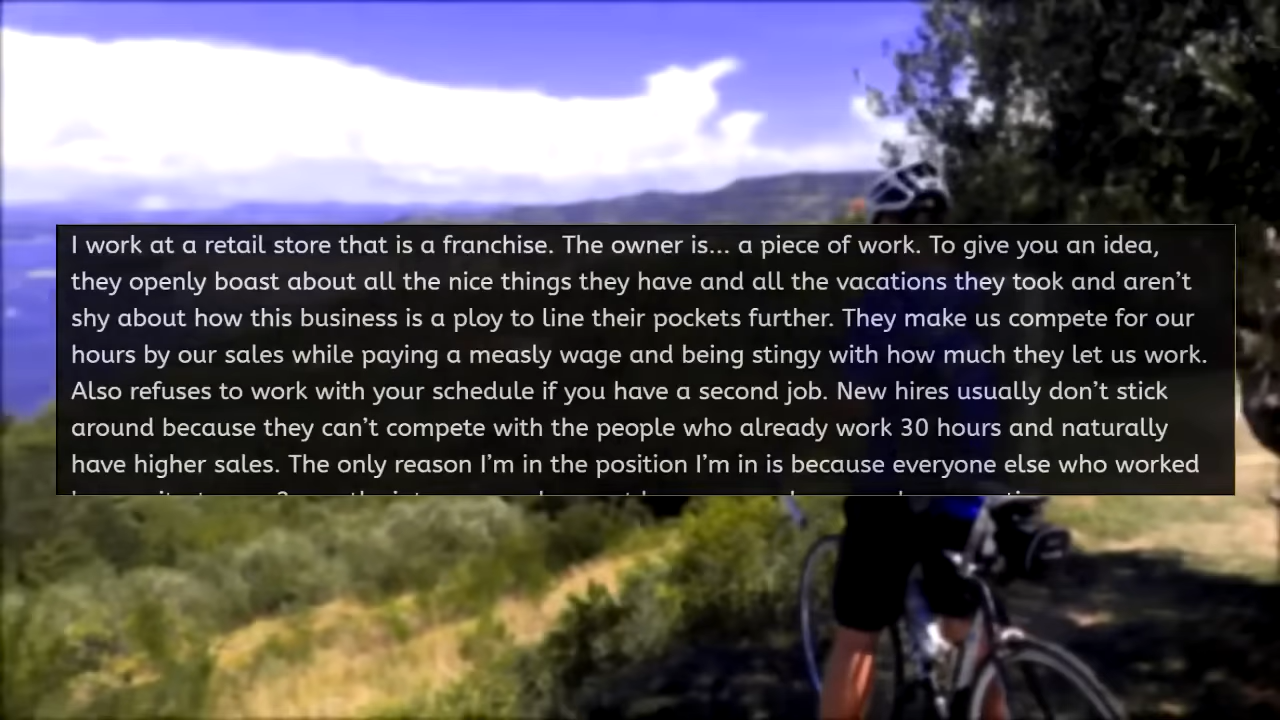 I work at a retail store that is a franchise. The owner is... a piece of work. To give you an idea,
they openly boast about all the nice things they have and all the vacations they took and aren't
shy about how this business is a ploy to line their pockets further. They make us compete for our
hours by our sales while paying a measly wage and being stingy with how much they let us work.
Also refuses to work with your schedule if you have a second job. New hires usually don't stick
around because they can't compete with the people who already work 30 hours and naturally
have higher sales. The only reason I'm in the position I'm in is because everyone else who worked